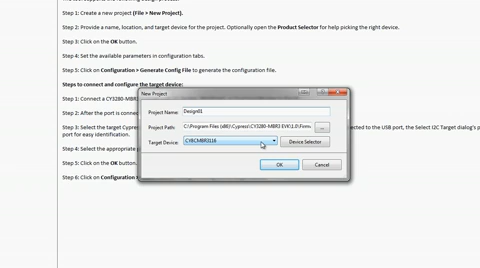 Step 1: Create a new project (File > New Project).
Step 2: Provide a name, location, and target device for the project. Optionally open the Product Selector for help picking the right device.
Step 3: Click on the OK button.
Step 4: Set the available parameters in configuration tabs.
Step 5: Click on Configuration > Generate Config File to generate the configuration file.
Steps to connect and configure the target device:
Step 1: Connect a CY3280-MBR3
New Project
Step 2: After the port is connec
Project Name: Design01
Project Path: C:\Program Files (x86)\Cypress\CY3280-MBR3 EVK\1.0\Firmw ...
Step 3: Select the target Cypres
cted to the USB port, the Select I2C Target dialog's p
port for easy identification.
Target Device: CY8CMBR3116 Device Selector
Step 4: Select the appropriate p
Step 5: Click on the OK button.
OK Cancel
Step 6: Click on Configuration